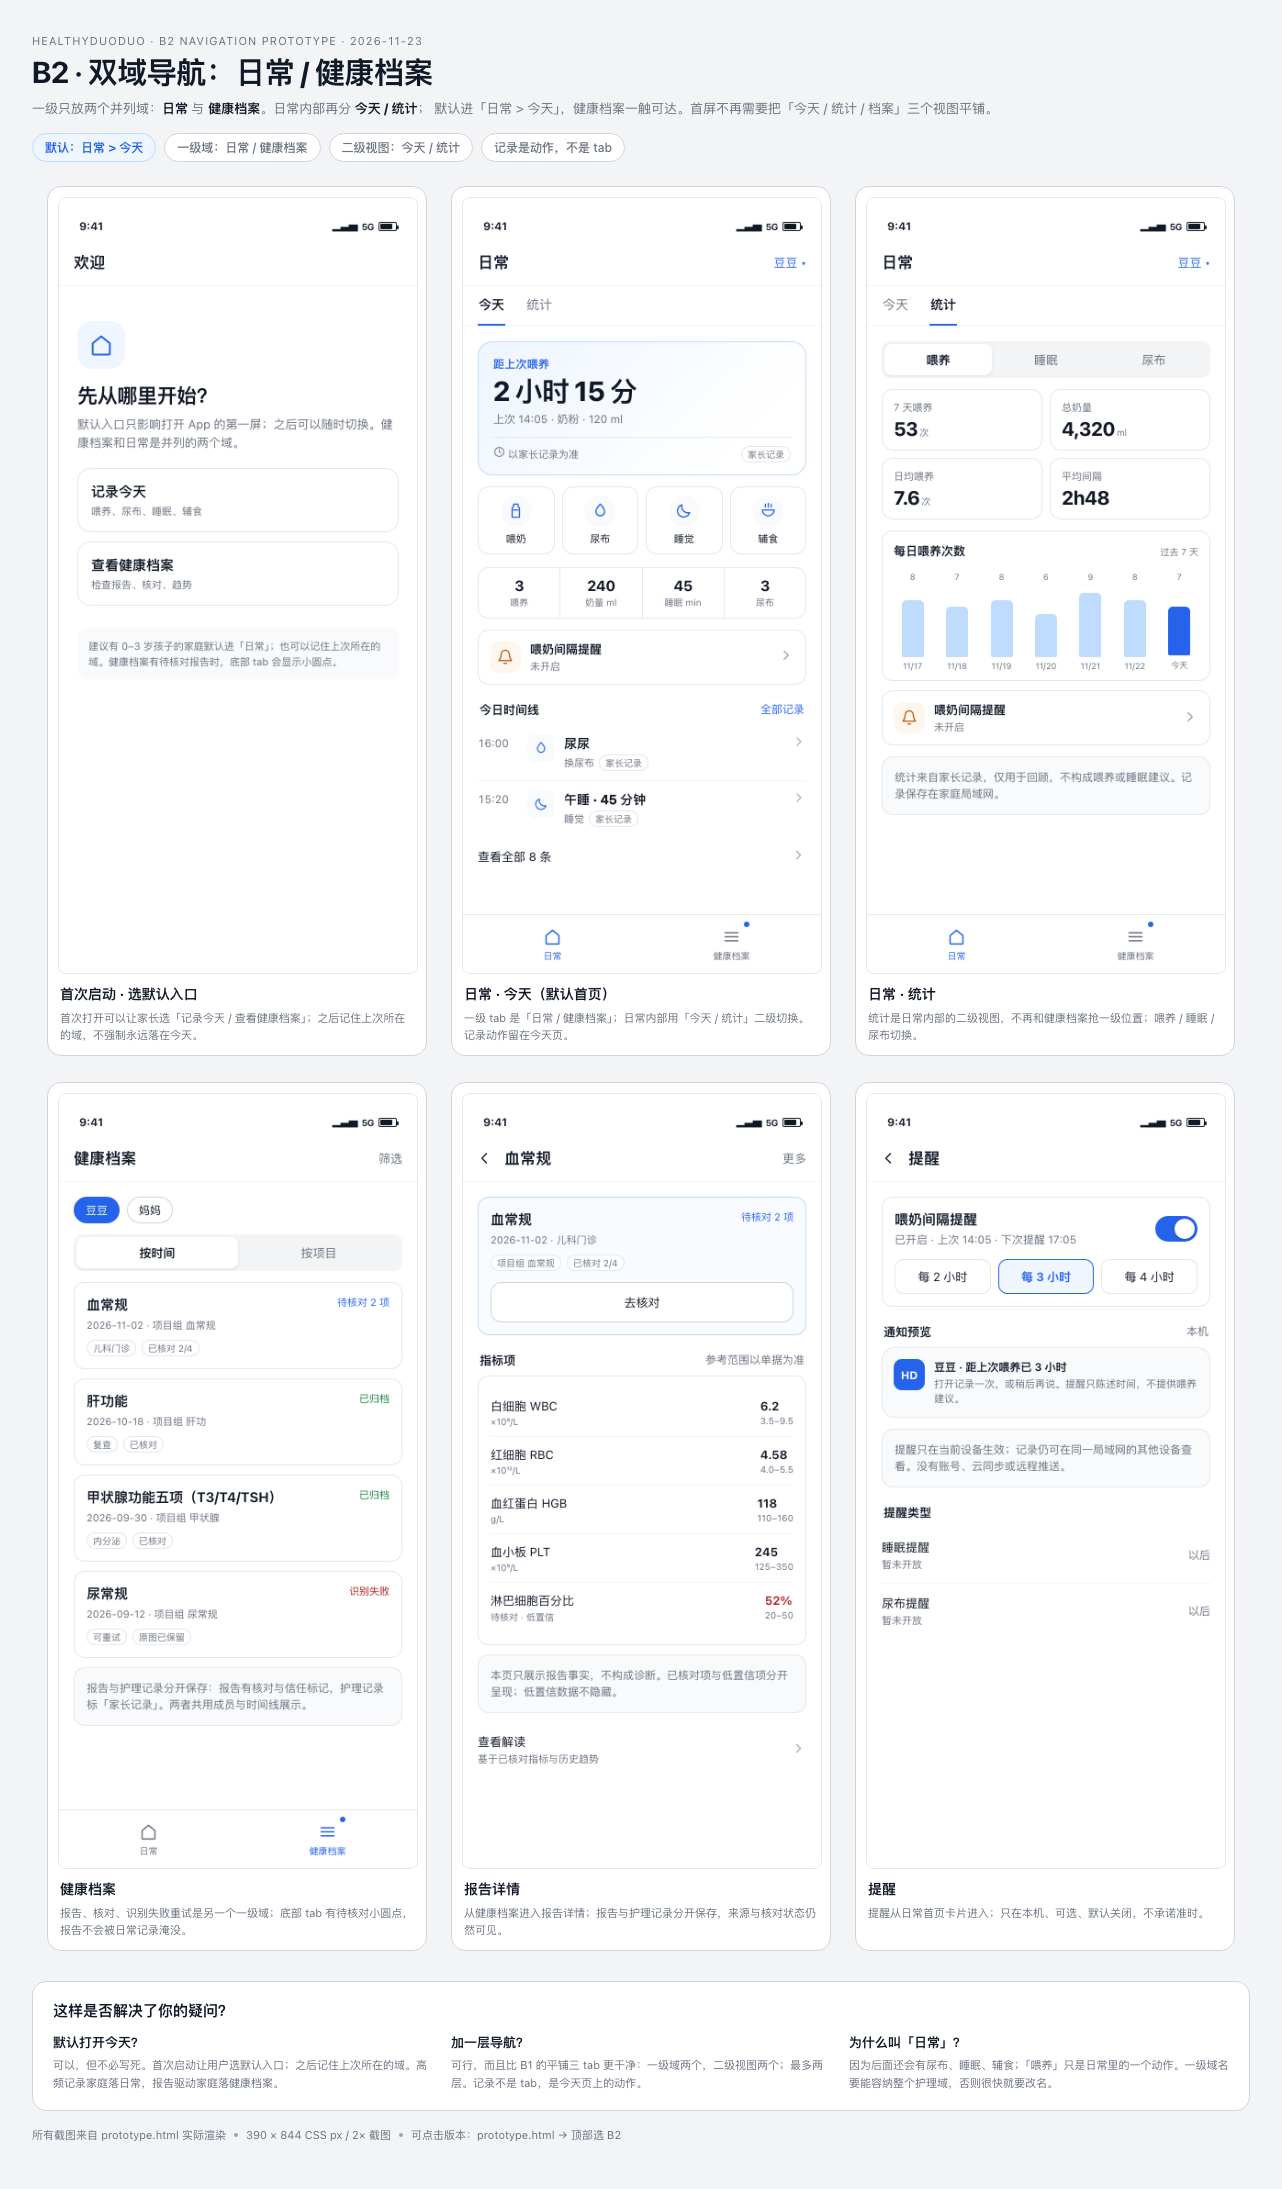 HEALTHYDUODUO · B2 NAVIGATION PROTOTYPE · 2026-11-23
B2 · 双域导航：日常 / 健康档案
一级只放两个并列域：日常 与 健康档案。日常内部再分 今天 / 统计； 默认进「日常 > 今天」，健康档案一触可达。首屏不再需要把「今天 / 统计 / 档案」三个视图平铺。
默认：日常 > 今天
一级域：日常 / 健康档案
二级视图：今天 / 统计
记录是动作，不是 tab
9:41
5G
欢迎
先从哪里开始?
默认入口只影响打开 App 的第一屏；之后可以随时切换。健
康档案和日常是并列的两个域。
记录今天
喂养、尿布、睡眠、辅食
查看健康档案
检查报告、核对、趋势
建议有 0–3 岁孩子的家庭默认进「日常」；也可以记住上次所在的
域。健康档案有待核对报告时，底部 tab 会显示小圆点。
首次启动 · 选默认入口
首次打开可以让家长选「记录今天 / 查看健康档案」；之后记住上次所在
的域，不强制永远落在今天。
9:41
5G
日常
豆豆
今天
统计
距上次喂养
2 小时 15 分
上次 14:05 · 奶粉 · 120 ml
以家长记录为准
家长记录
喂奶
尿布
睡觉
辅食
3
240
45
3
喂养
奶量 ml
睡眠 min
尿布
喂奶间隔提醒
未开启
今日时间线
全部记录
16:00
尿尿
换尿布
家长记录
15:20
午睡 · 45 分钟
睡觉
家长记录
查看全部 8 条
日常
健康档案
日常 · 今天（默认首页）
一级 tab 是「日常 / 健康档案」；日常内部用「今天 / 统计」二级切换。
记录动作留在今天页。
9:41
5G
日常
豆豆
今天
统计
喂养
睡眠
尿布
7 天喂养
53 次
总奶量
4,320 ml
日均喂养
7.6 次
平均间隔
2h48
每日喂养次数
过去 7 天
8
7
8
6
9
8
7
11/17
11/18
11/19
11/20
11/21
11/22
今天
喂奶间隔提醒
未开启
统计来自家长记录，仅用于回顾，不构成喂养或睡眠建议。记
录保存在家庭局域网。
日常
健康档案
日常 · 统计
统计是日常内部的二级视图，不再和健康档案抢一级位置；喂养 / 睡眠 /
尿布切换。
9:41
5G
健康档案
筛选
豆豆
妈妈
按时间
按项目
血常规
待核对 2 项
2026-11-02 · 项目组 血常规
儿科门诊
已核对 2/4
肝功能
已归档
2026-10-18 · 项目组 肝功
复查
已核对
甲状腺功能五项（T3/T4/TSH）
已归档
2026-09-30 · 项目组 甲状腺
内分泌
已核对
尿常规
识别失败
2026-09-12 · 项目组 尿常规
可重试
原图已保留
报告与护理记录分开保存：报告有核对与信任标记，护理记录
标「家长记录」。两者共用成员与时间线展示。
日常
健康档案
健康档案
报告、核对、识别失败重试是另一个一级域；底部 tab 有待核对小圆点，
报告不会被日常记录淹没。
9:41
5G
血常规
更多
血常规
待核对 2 项
2026-11-02 · 儿科门诊
项目组 血常规
已核对 2/4
去核对
指标项
参考范围以单据为准
白细胞 WBC
6.2
×10⁹/L
3.5–9.5
红细胞 RBC
4.58
×10¹²/L
4.0–5.5
血红蛋白 HGB
118
g/L
110–160
血小板 PLT
245
×10⁹/L
125–350
淋巴细胞百分比
52%
待核对 · 低置信
20–50
本页只展示报告事实，不构成诊断。已核对项与低置信项分开
呈现；低置信数据不隐藏。
查看解读
基于已核对指标与历史趋势
报告详情
从健康档案进入报告详情；报告与护理记录分开保存，来源与核对状态仍
然可见。
9:41
5G
提醒
喂奶间隔提醒
已开启 · 上次 14:05 · 下次提醒 17:05
每 2 小时
每 3 小时
每 4 小时
通知预览
本机
HD
豆豆 · 距上次喂养已 3 小时
打开记录一次，或稍后再说。提醒只陈述时间，不提供喂养
建议。
提醒只在当前设备生效；记录仍可在同一局域网的其他设备查
看。没有账号、云同步或远程推送。
提醒类型
睡眠提醒
暂未开放
以后
尿布提醒
暂未开放
以后
提醒
提醒从日常首页卡片进入；只在本机、可选、默认关闭，不承诺准时。
这样是否解决了你的疑问?
默认打开今天?
可以，但不必写死。首次启动让用户选默认入口；之后记住上次所在的域。高
频记录家庭落日常，报告驱动家庭落健康档案。
加一层导航?
可行，而且比 B1 的平铺三 tab 更干净：一级域两个，二级视图两个；最多两
层。记录不是 tab，是今天页上的动作。
为什么叫「日常」?
因为后面还会有尿布、睡眠、辅食；「喂养」只是日常里的一个动作。一级域名
要能容纳整个护理域，否则很快就要改名。
所有截图来自 prototype.html 实际渲染 • 390 × 844 CSS px / 2× 截图 • 可点击版本：prototype.html → 顶部选 B2